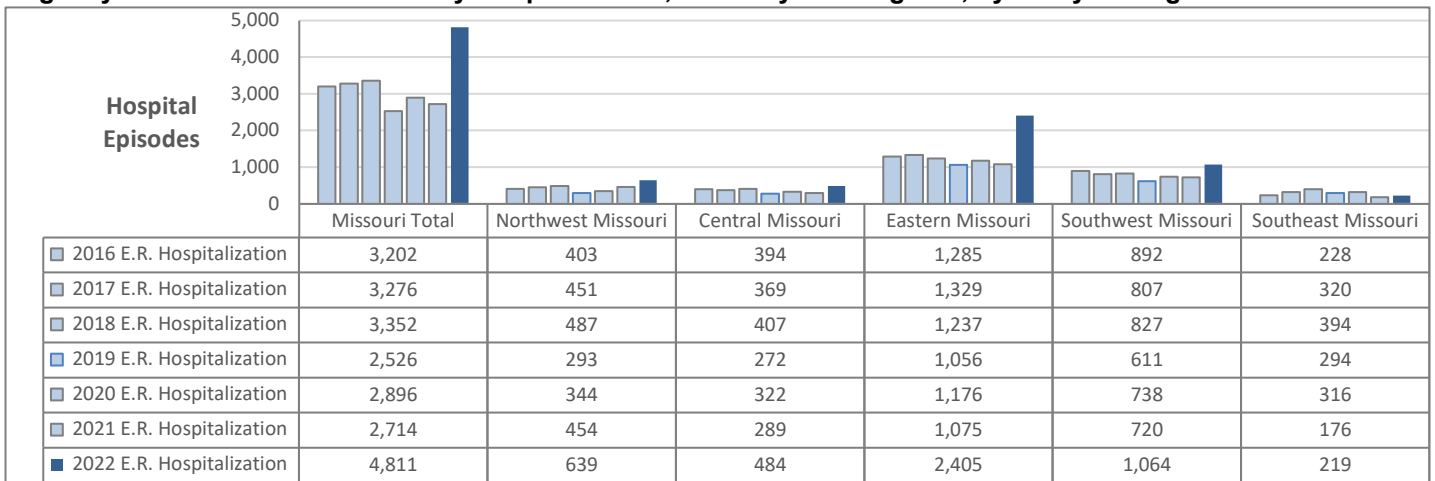 5,000
4,000
3,000
2,000
1,000
0
Hospital
Episodes
Missouri Total Northwest Missouri Central Missouri Eastern Missouri Southwest Missouri Southeast Missouri
2016 E.R. Hospitalization 3,202 403 394 1,285 892 228
2017 E.R. Hospitalization 3,276 451 369 1,329 807 320
2018 E.R. Hospitalization 3,352 487 407 1,237 827 394
2019 E.R. Hospitalization 2,526 293 272 1,056 611 294
2020 E.R. Hospitalization 2,896 344 322 1,176 738 316
2021 E.R. Hospitalization 2,714 454 289 1,075 720 176
2022 E.R. Hospitalization 4,811 639 484 2,405 1,064 219